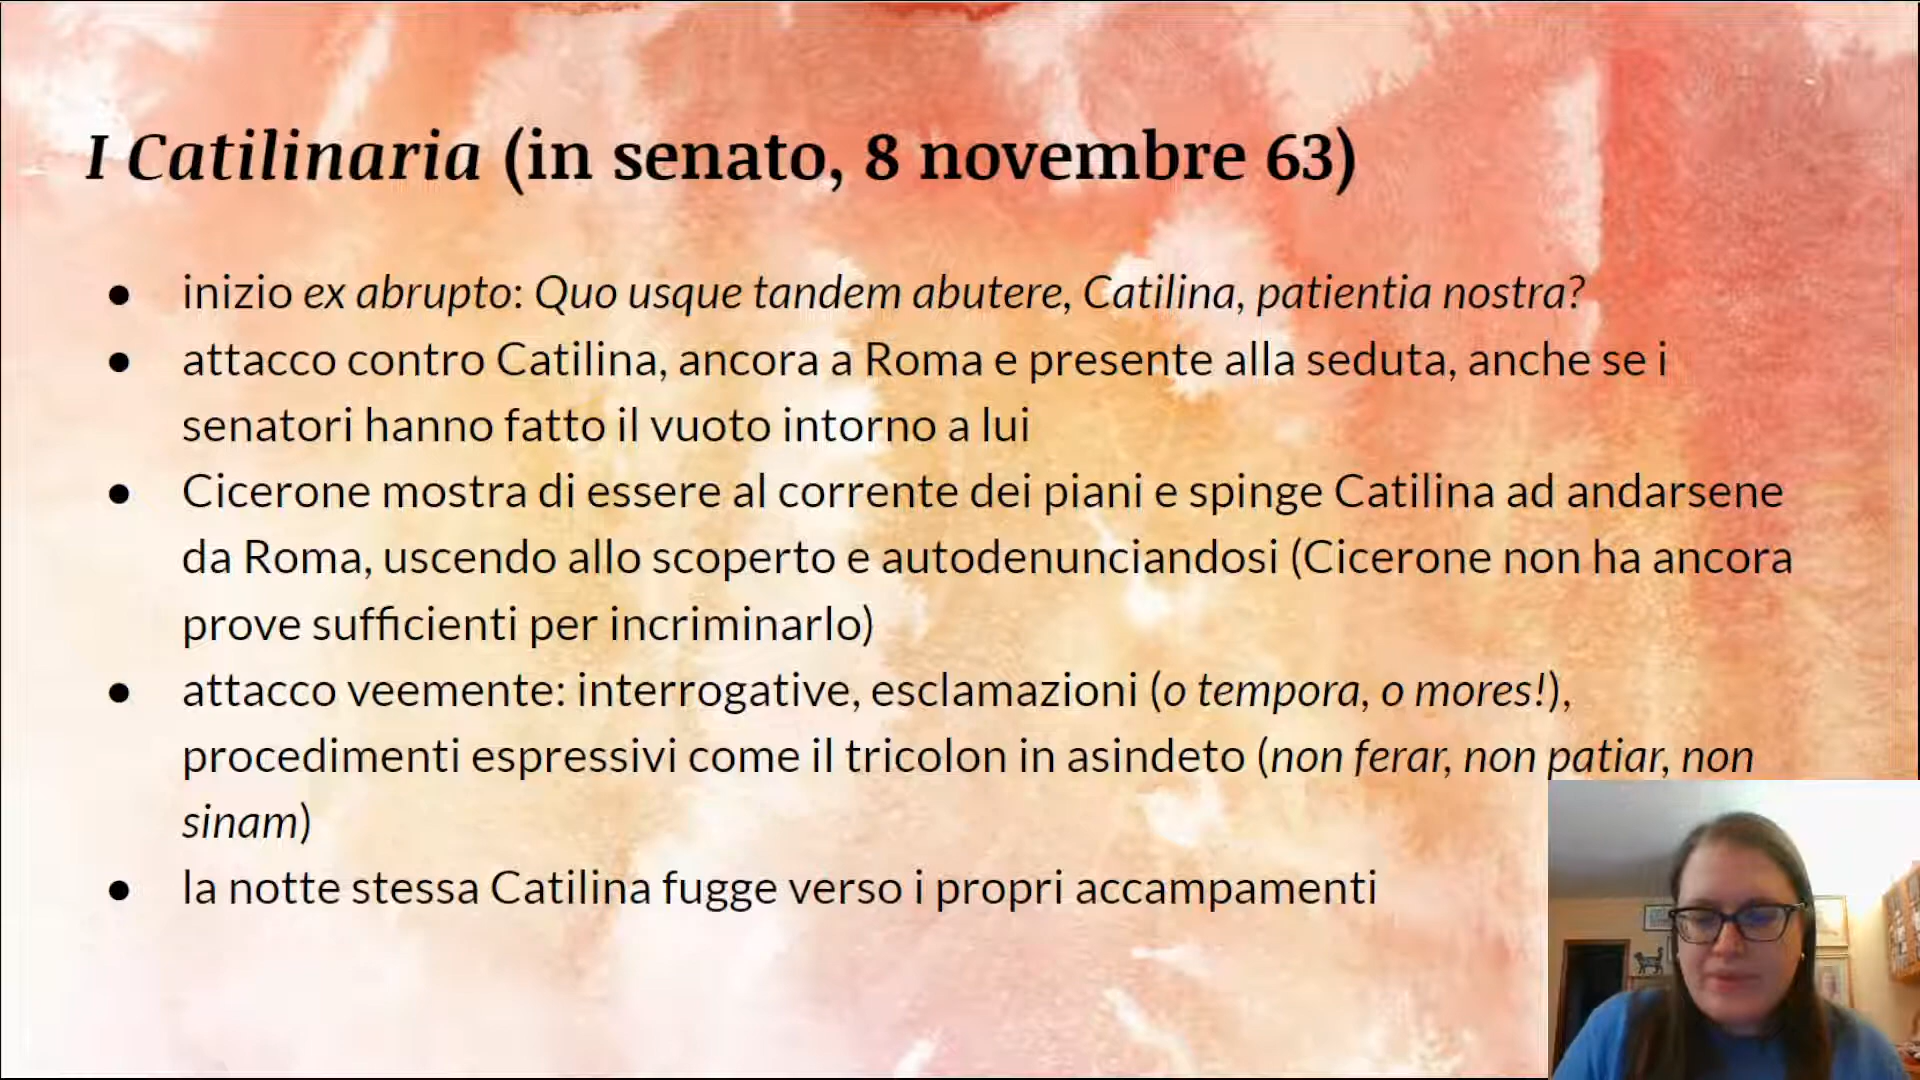 I Catilinaria (in senato, 8 novembre 63)
● inizio ex abrupto: Quo usque tandem abutere, Catilina, patientia nostra?
● attacco contro Catilina, ancora a Roma e presente alla seduta, anche se i
senatori hanno fatto il vuoto intorno a lui
● Cicerone mostra di essere al corrente dei piani e spinge Catilina ad andarsene
da Roma, uscendo allo scoperto e autodenunciandosi (Cicerone non ha ancora
prove sufficienti per incriminarlo)
● attacco veemente: interrogative, esclamazioni (o tempora, o mores!),
procedimenti espressivi come il tricolon in asindeto (non ferar, non patiar, non
sinam)
● la notte stessa Catilina fugge verso i propri accampamenti